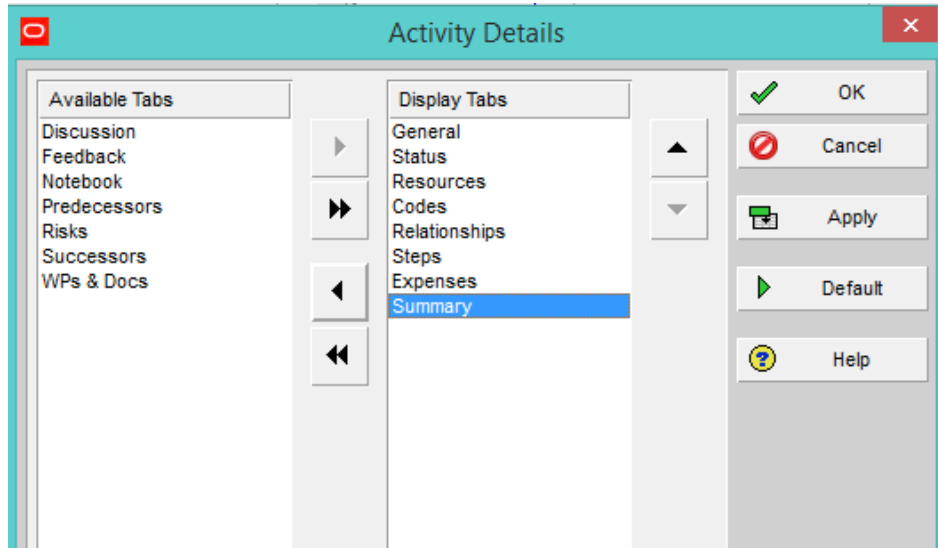 Activity Details
Available Tabs
Discussion
Feedback
Notebook
Predecessors
Risks
Successors
WPs & Docs
Display Tabs
General
Status
Resources
Codes
Relationships
Steps
Expenses
Summary
OK
Cancel
Apply
Default
Help